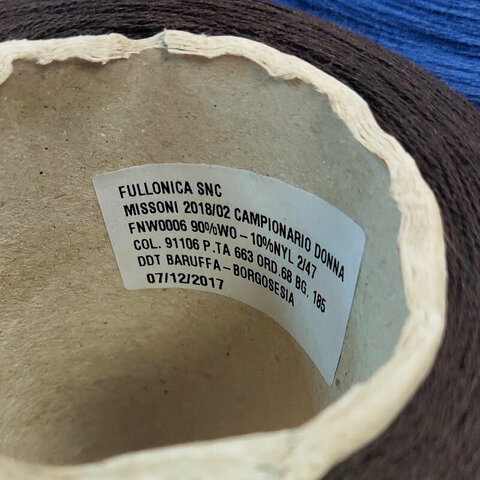 FULLONICA SNC
MISSONI 2018/02 CAMPIONARIO DONNA
FNW0006 90%WO - 10%NYL 2/47
COL. 91106 P.TA 663 ORD.68 BG. 185
DDT BARUFFA - BORGOSESIA
07/12/2017